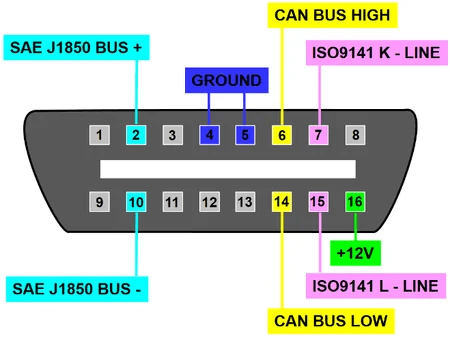 CAN BUS HIGH
SAE J1850 BUS +
ISO9141 K - LINE
GROUND
1 2 3 4 5 6 7 8
9 10 11 12 13 14 15 16
+12V
SAE J1850 BUS -
ISO9141 L - LINE
CAN BUS LOW